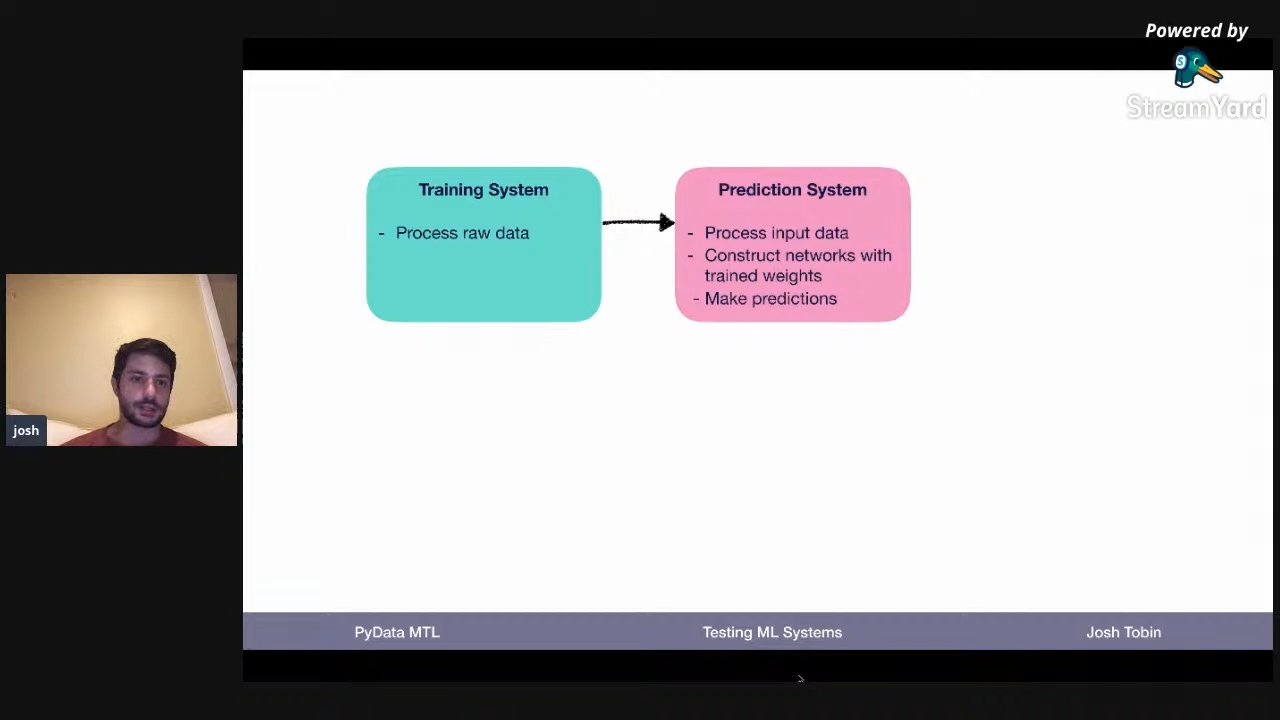 Powered by
StreamYard
Training System
- Process raw data
Prediction System
- Process input data
- Construct networks with
trained weights
- Make predictions
josh
PyData MTL
Testing ML Systems
Josh Tobin